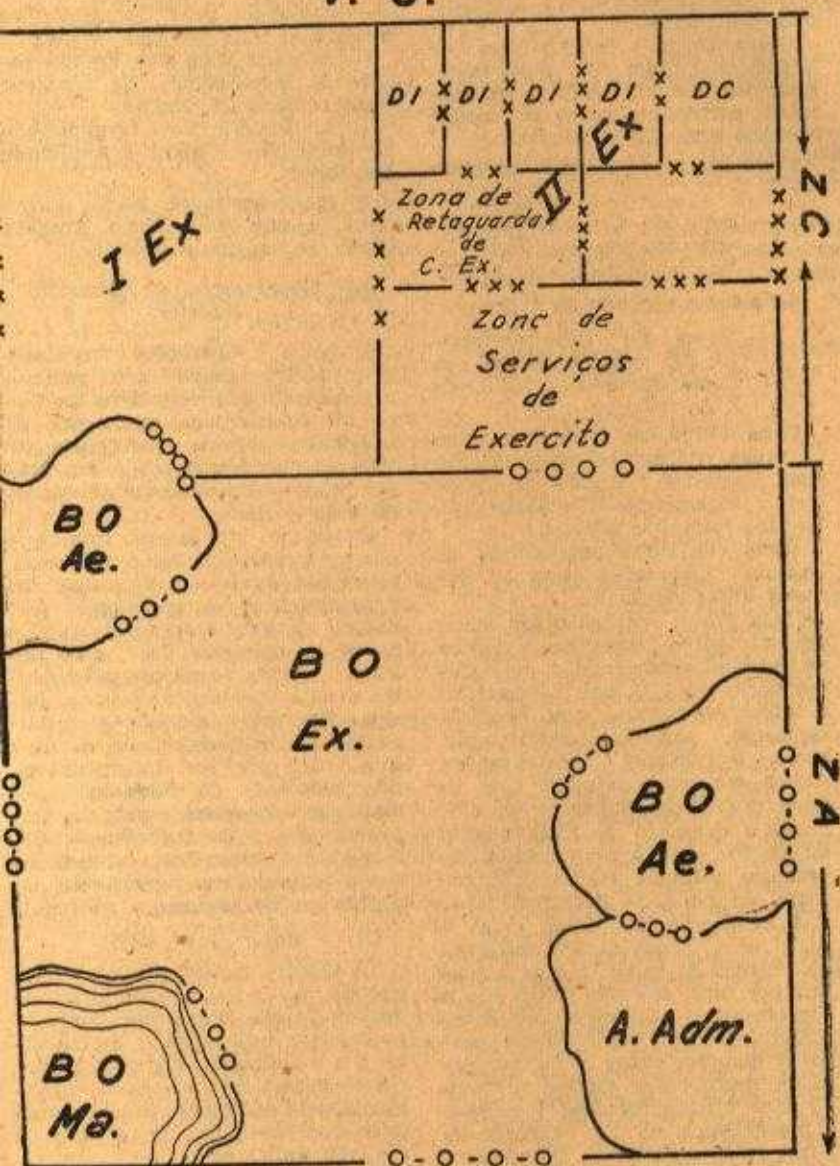 DI DI DI DI DC
II Ex
Z C
Zona de
Retaguarda
de
C. Ex.
I Ex
Zonc de
Serviços
de
Exercito
B O
Ae.
B O
Ex.
Z A
B O
Ae.
A. Adm.
B O
Ma.